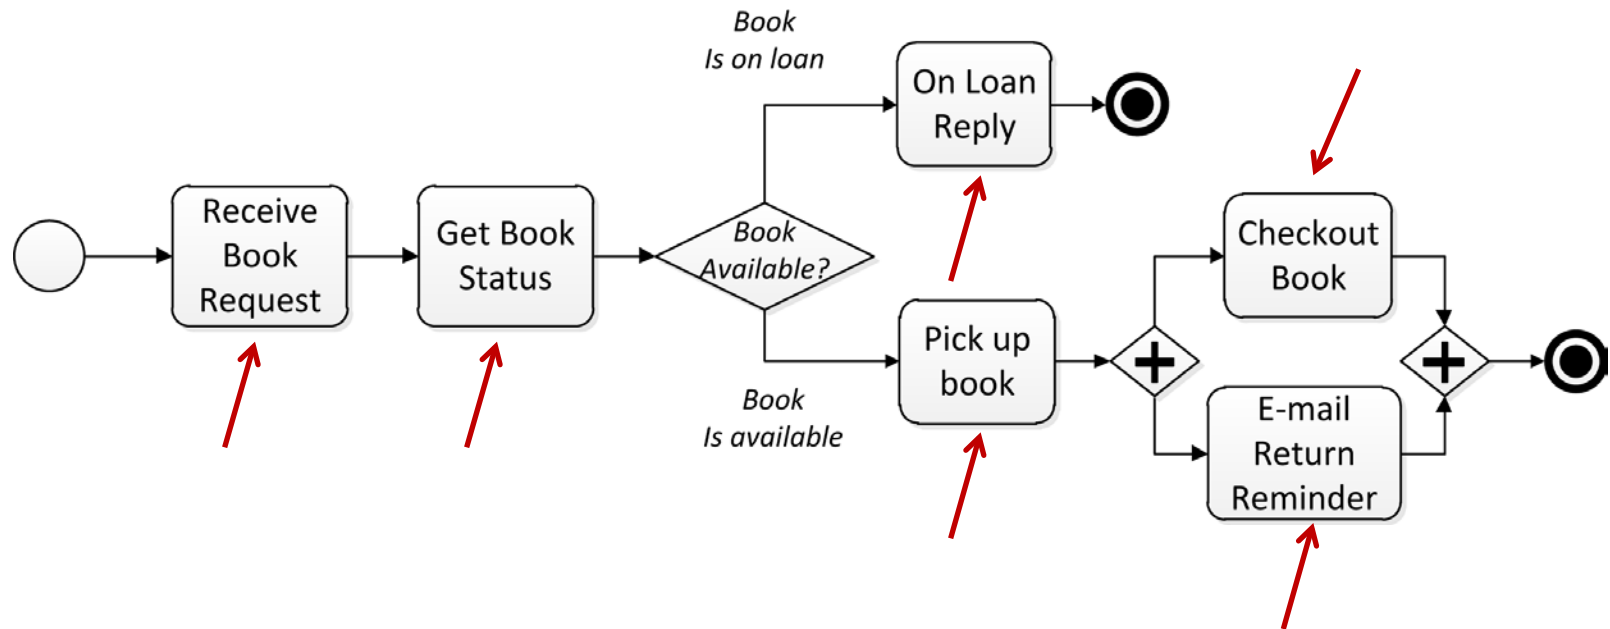 Book
Is on loan
On Loan
Reply
Receive
Book
Request
Get Book
Status
Book
Available?
Book
Is available
Pick up
book
Checkout
Book
E-mail
Return
Reminder